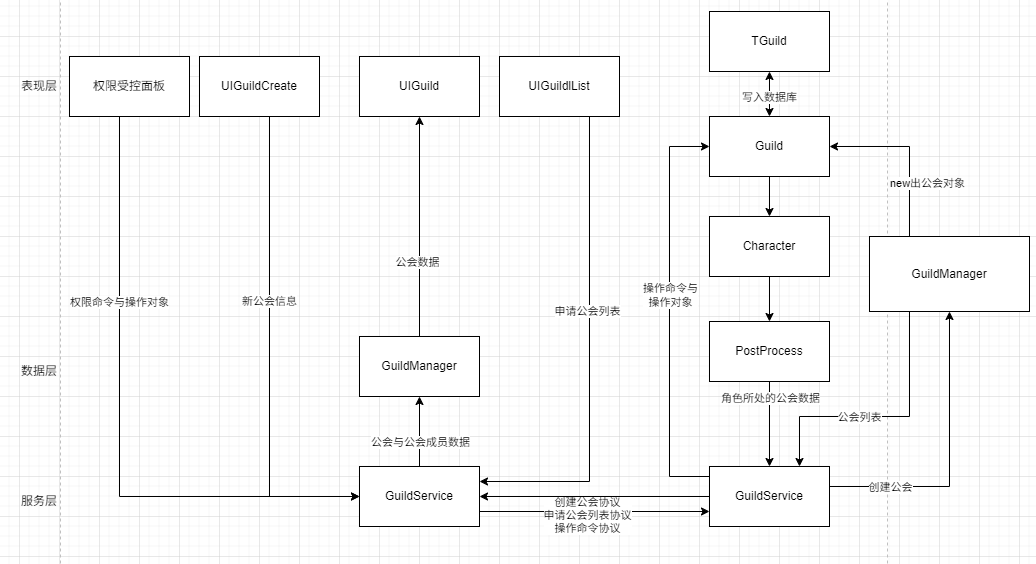 TGuild
表现层
权限受控面板
UIGuildCreate
UIGuild
UIGuildlList
写入数据库
Guild
new出公会对象
Character
公会数据
GuildManager
权限命令与操作对象
新公会信息
操作命令与
操作对象
申请公会列表
数据层
GuildManager
PostProcess
角色所处的公会数据
公会列表
公会与公会成员数据
服务层
GuildService
GuildService
创建公会
创建公会协议
申请公会列表协议
操作命令协议